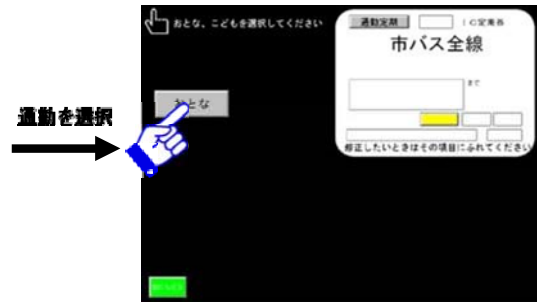 おとな、こどもを選択してください
通勤定期
IC定期券
市バス全線
まで
おとな
通勤を選択
修正したいときはその項目にふれてください